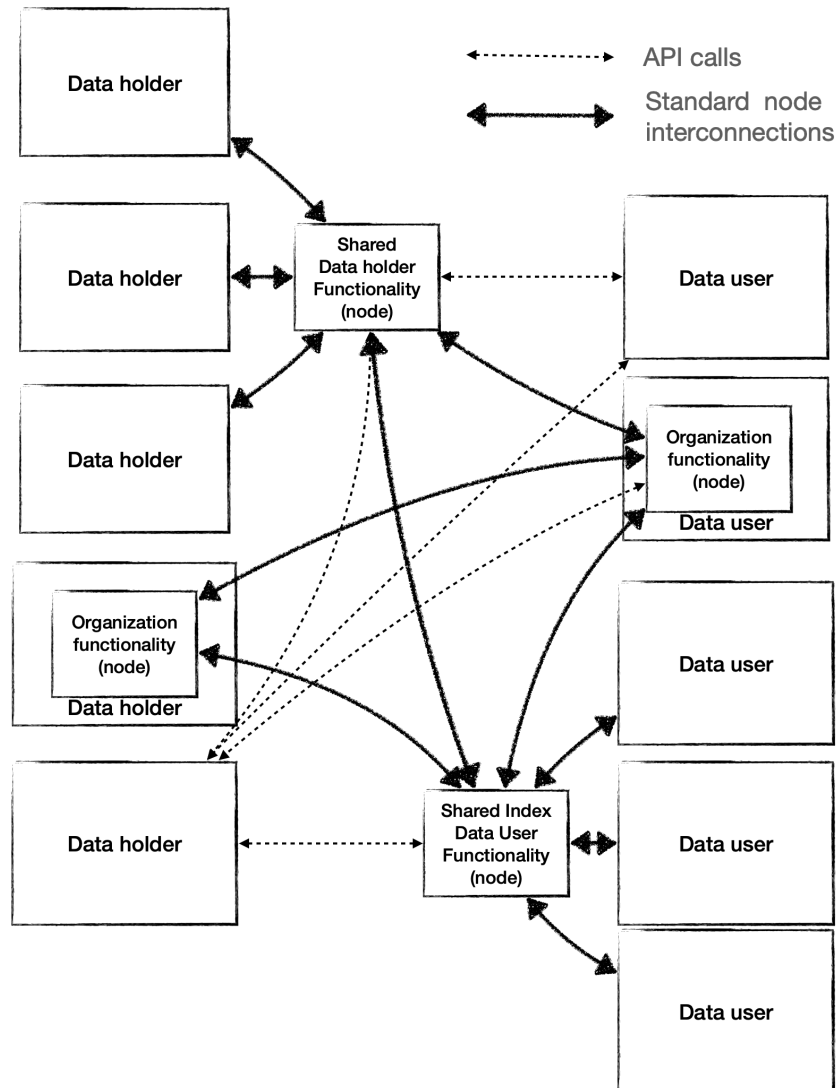 Data holder
API calls
Standard node
interconnections
Data holder
Shared
Data holder
Functionality
(node)
Data user
Data holder
Organization
functionality
(node)
Data user
Organization
functionality
(node)
Data holder
Data user
Data holder
Shared Index
Data User
Functionality
(node)
Data user
Data user